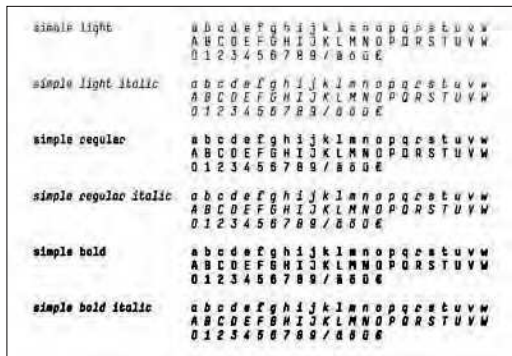 simple light a b c d e f g h i j k l m n o p q r s t u v w
A B C D E F G H I J K L M N O P Q R S T U V W
0 1 2 3 4 5 6 7 8 9 / ä ö ü €
simple light italic a b c d e f g h i j k l m n o p q r s t u v w
A B C D E F G H I J K L M N O P Q R S T U V W
0 1 2 3 4 5 6 7 8 9 / ä ö ü €
simple regular a b c d e f g h i j k l m n o p q r s t u v w
A B C D E F G H I J K L M N O P Q R S T U V W
0 1 2 3 4 5 6 7 8 9 / ä ö ü €
simple regular italic a b c d e f g h i j k l m n o p q r s t u v w
A B C D E F G H I J K L M N O P Q R S T U V W
0 1 2 3 4 5 6 7 8 9 / ä ö ü €
simple bold a b c d e f g h i j k l m n o p q r s t u v w
A B C D E F G H I J K L M N O P Q R S T U V W
0 1 2 3 4 5 6 7 8 9 / ä ö ü €
simple bold italic a b c d e f g h i j k l m n o p q r s t u v w
A B C D E F G H I J K L M N O P Q R S T U V W
0 1 2 3 4 5 6 7 8 9 / ä ö ü €